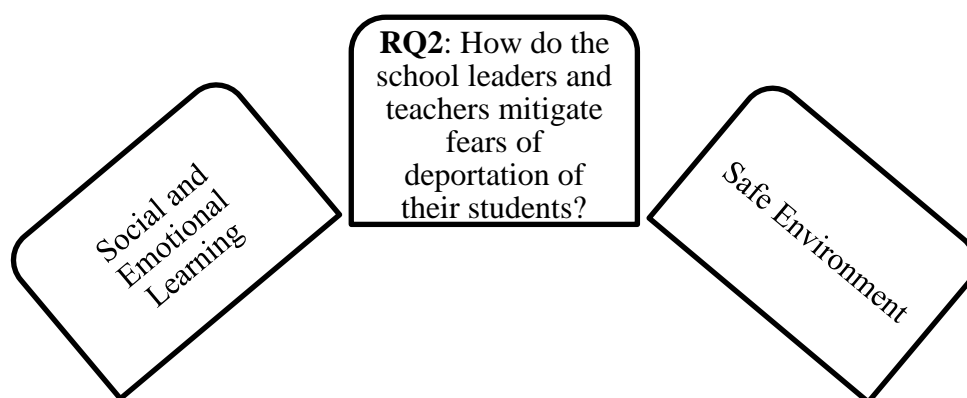 RQ2: How do the
school leaders and
teachers mitigate
fears of
deportation of
their students?
Social and
Emotional
Learning
Safe Environment